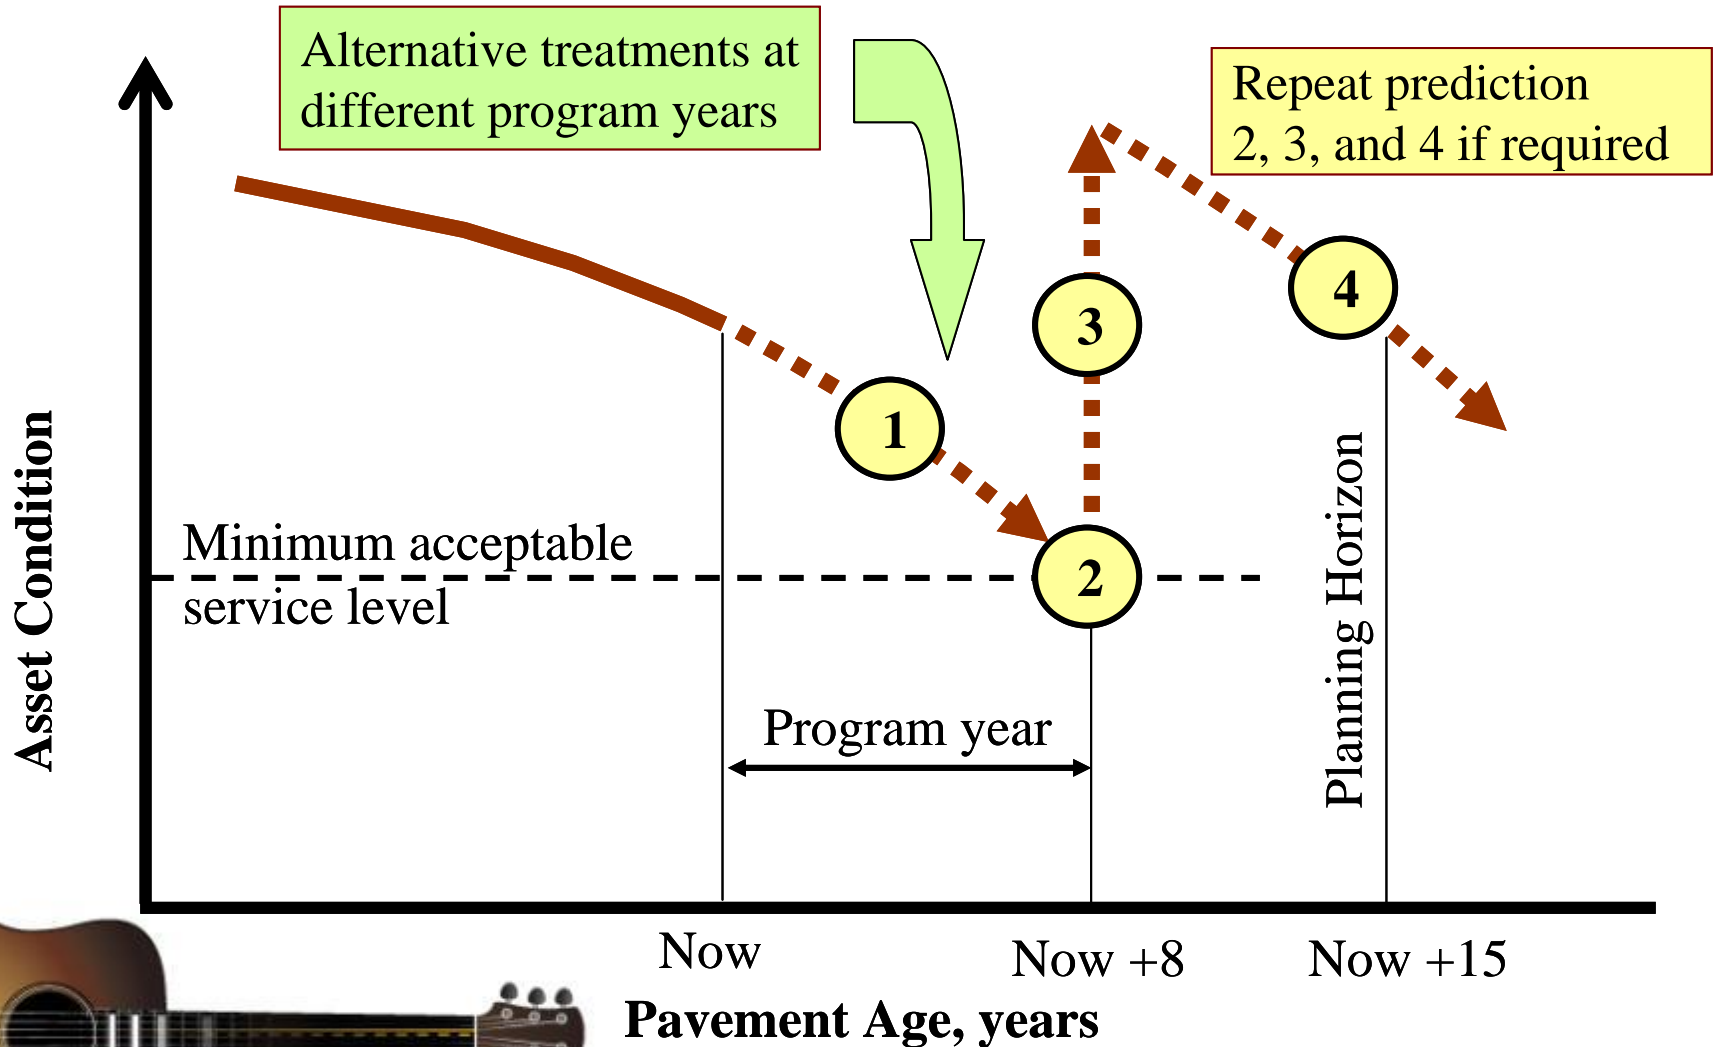 Alternative treatments at
different program years
Repeat prediction
2, 3, and 4 if required
1
2
3
4
Minimum acceptable
service level
Program year
Planning Horizon
Asset Condition
Now
Now +8
Now +15
Pavement Age, years